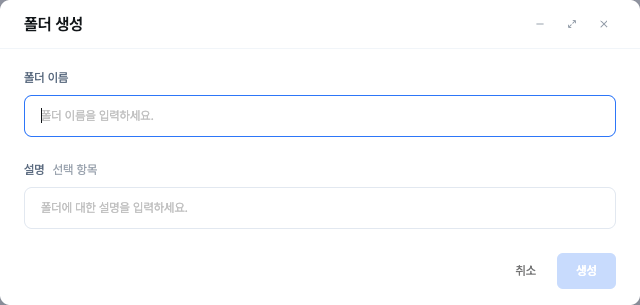 폴더 생성
폴더 이름
폴더 이름을 입력하세요.
설명 선택 항목
폴더에 대한 설명을 입력하세요.
취소 생성